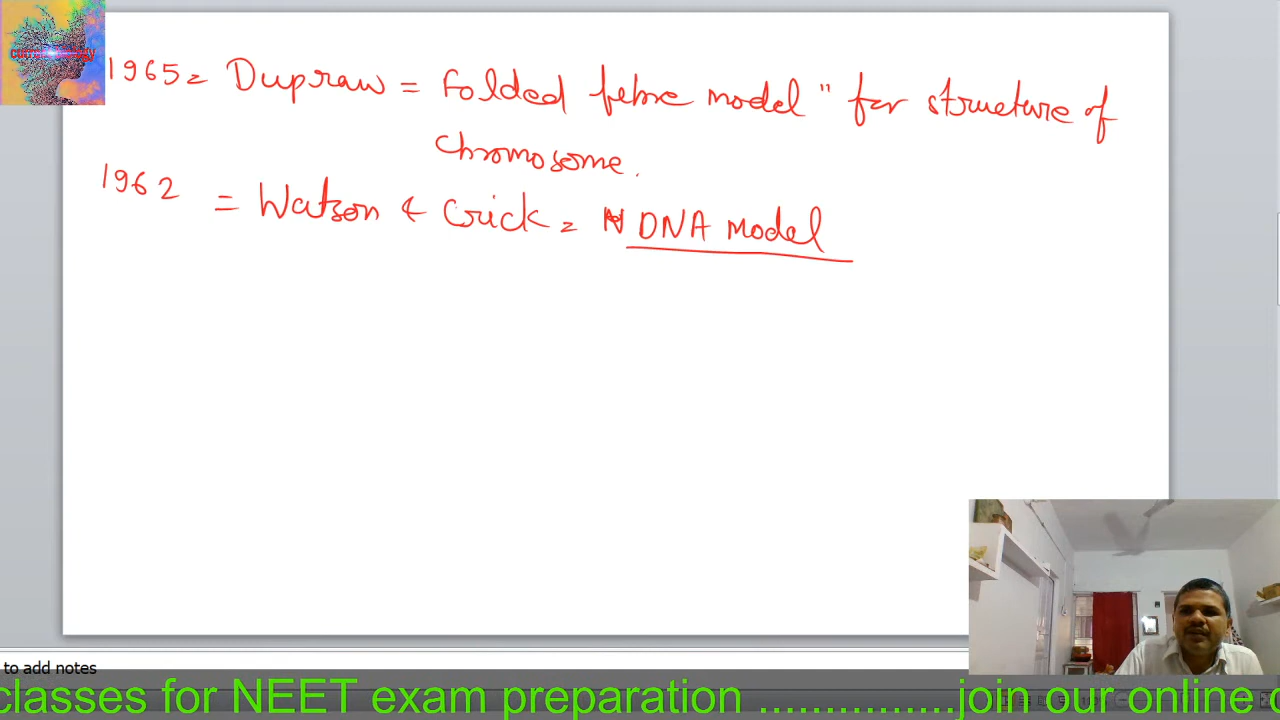 1965 = Dupraw = Folded febre model" for structure of
chromosome.
1962 = Watson & Crick = DNA Model
to add notes
classes for NEET exam preparation ...............join our online c